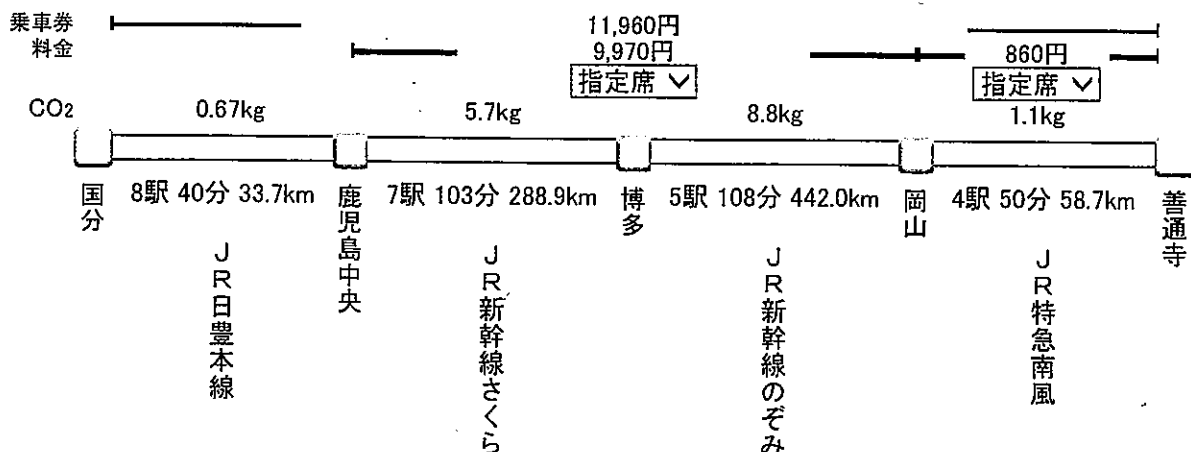 乗車券 11,960円
料金 9,970円 860円
指定席 指定席
CO2 0.67kg 5.7kg 8.8kg 1.1kg
国分 8駅 40分 33.7km 鹿児島中央 7駅 103分 288.9km 博多 5駅 108分 442.0km 岡山 4駅 50分 58.7km 善通寺
JR日豊本線 JR新幹線さくら JR新幹線のぞみ JR特急南風